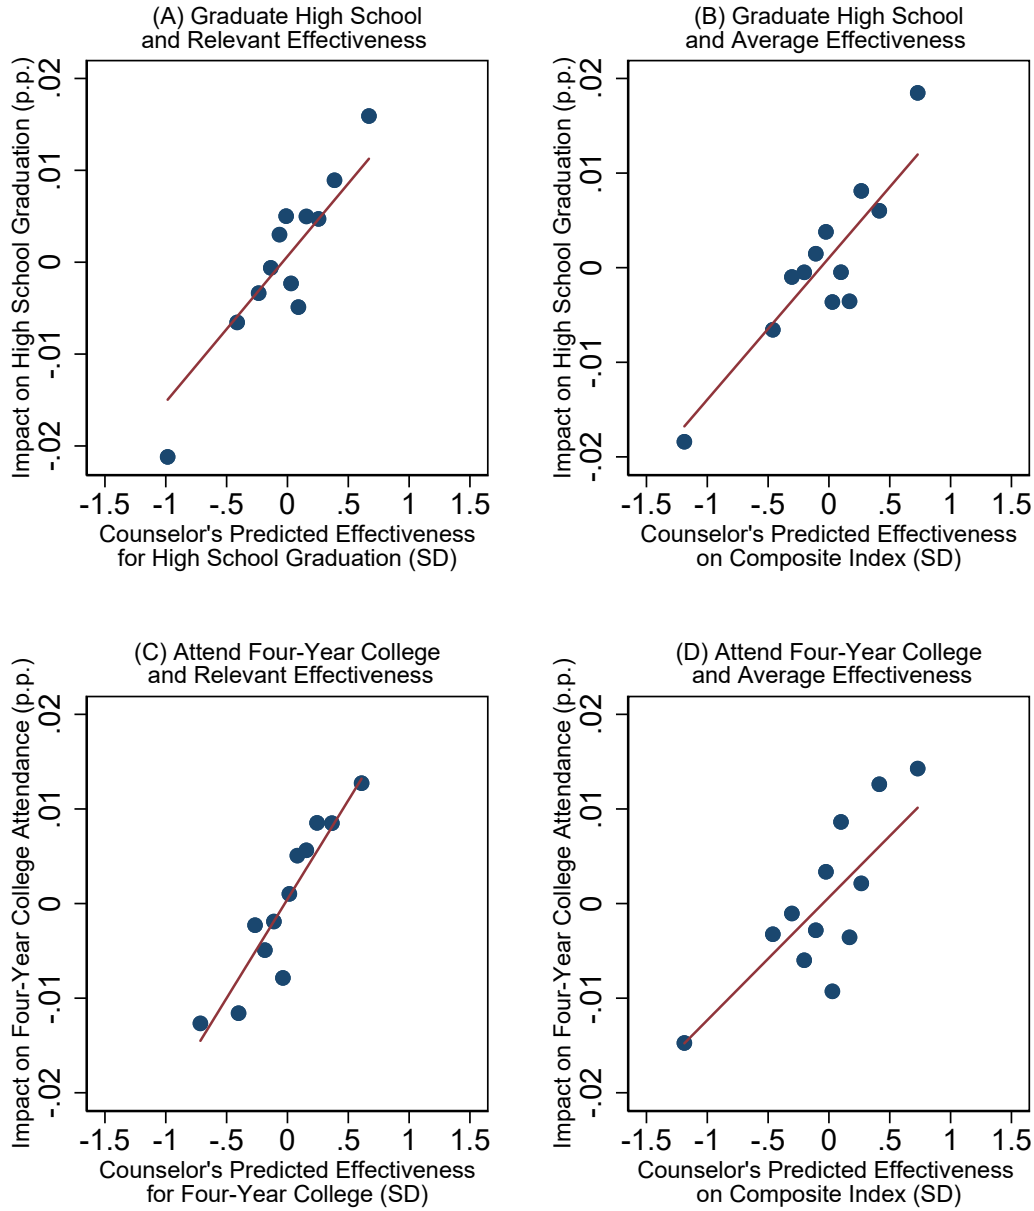 (A) Graduate High School
and Relevant Effectiveness
Impact on High School Graduation (p.p.)
.02
.01
0
-.01
-.02
-1.5 -1 -.5 0 .5 1 1.5
Counselor's Predicted Effectiveness
for High School Graduation (SD)
(B) Graduate High School
and Average Effectiveness
Impact on High School Graduation (p.p.)
.02
.01
0
-.01
-.02
-1.5 -1 -.5 0 .5 1 1.5
Counselor's Predicted Effectiveness
on Composite Index (SD)
(C) Attend Four-Year College
and Relevant Effectiveness
Impact on Four-Year College Attendance (p.p.)
.02
.01
0
-.01
-.02
-1.5 -1 -.5 0 .5 1 1.5
Counselor's Predicted Effectiveness
for Four-Year College (SD)
(D) Attend Four-Year College
and Average Effectiveness
Impact on Four-Year College Attendance (p.p.)
.02
.01
0
-.01
-.02
-1.5 -1 -.5 0 .5 1 1.5
Counselor's Predicted Effectiveness
on Composite Index (SD)